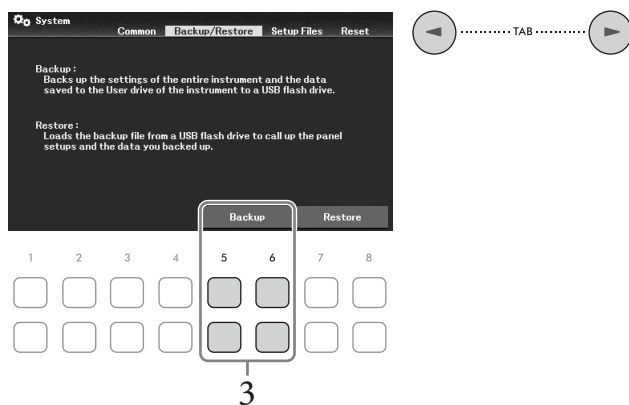 System
Common Backup/Restore Setup Files Reset
TAB
Backup :
Backs up the settings of the entire instrument and the data
saved to the User drive of the instrument to a USB flash drive.
Restore :
Loads the backup file from a USB flash drive to call up the panel
setups and the data you backed up.
Backup Restore
1 2 3 4 5 6 7 8
3